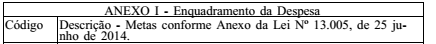 ANEXO I - Enquadramento da Despesa
Código Descrição - Metas conforme Anexo da Lei Nº 13.005, de 25 ju-
nho de 2014.